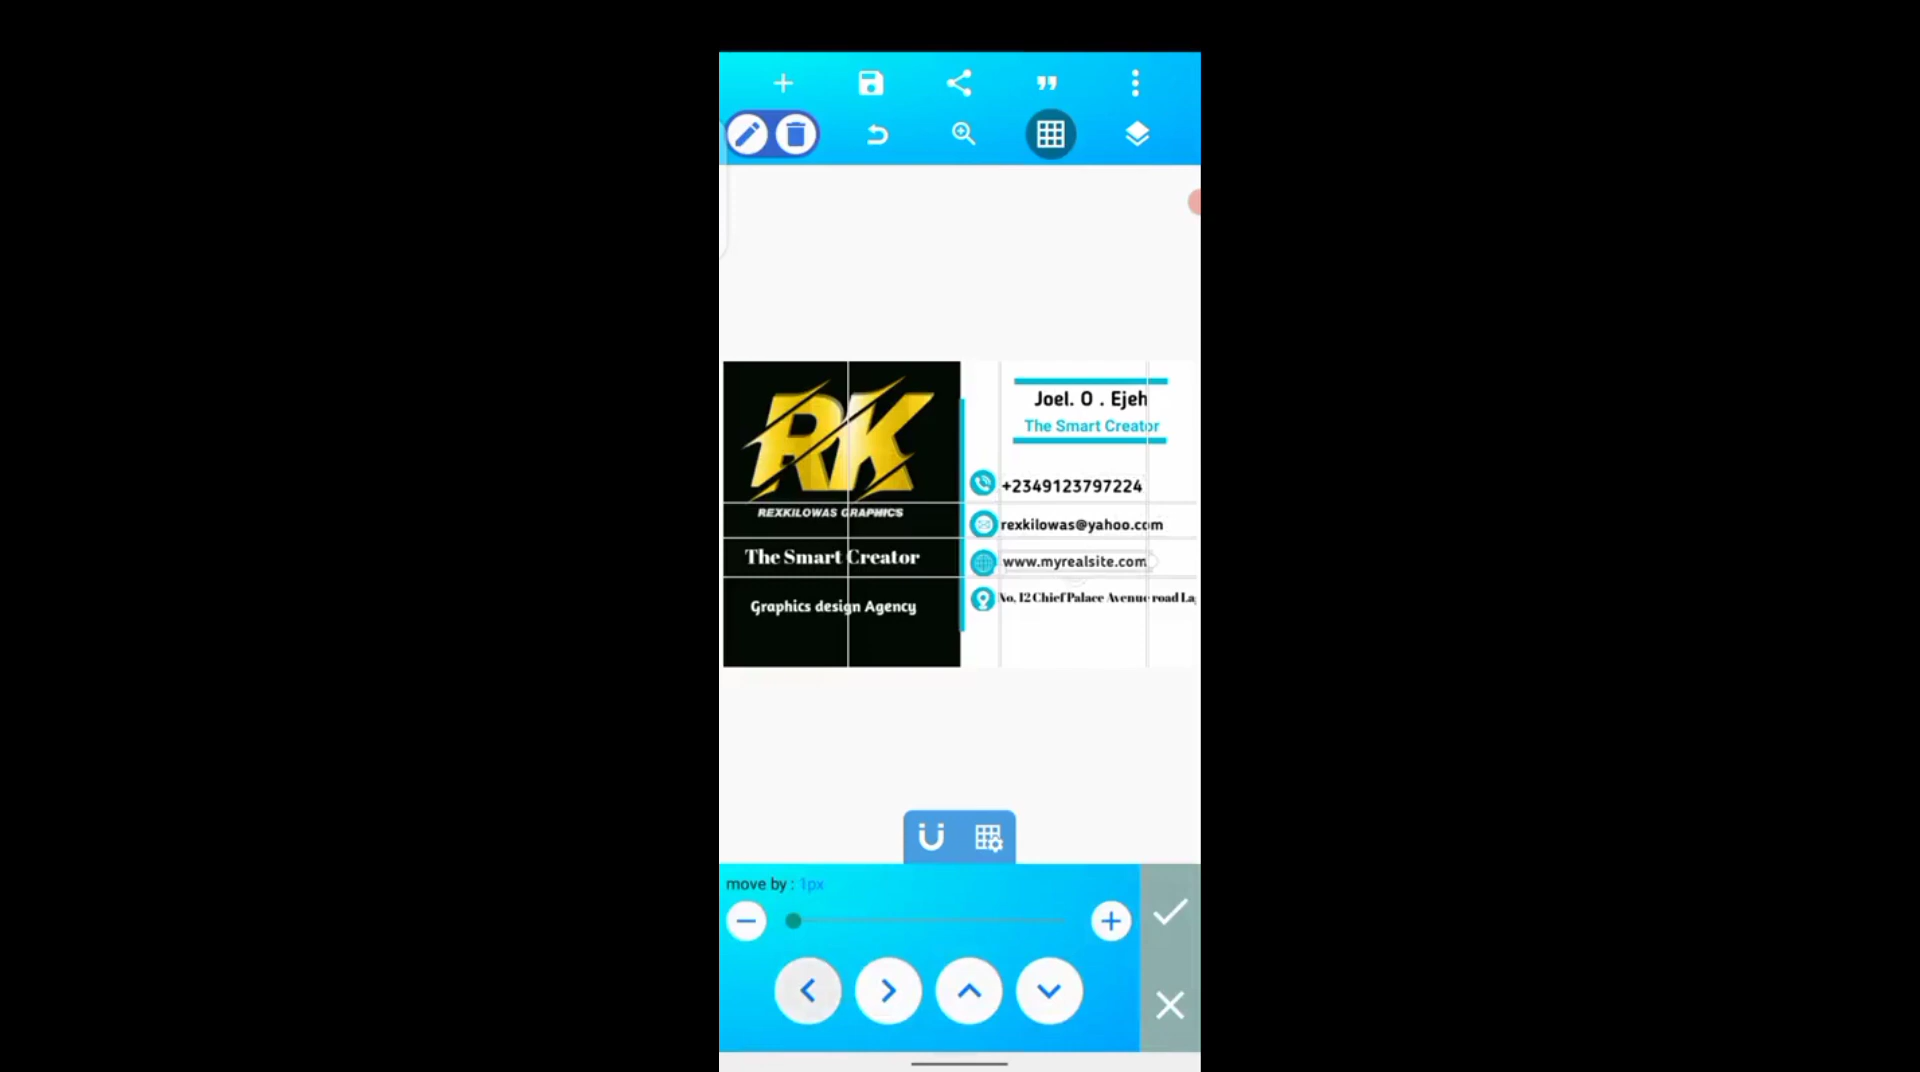 RK
REXKILOWAS GRAPHICS
The Smart Creator
Graphics design Agency
Joel. O . Ejeh
The Smart Creator
+2349123797224
rexkilowas@yahoo.com
www.myrealsite.com
No, 12 Chief Palace Avenue road La
move by : 1px